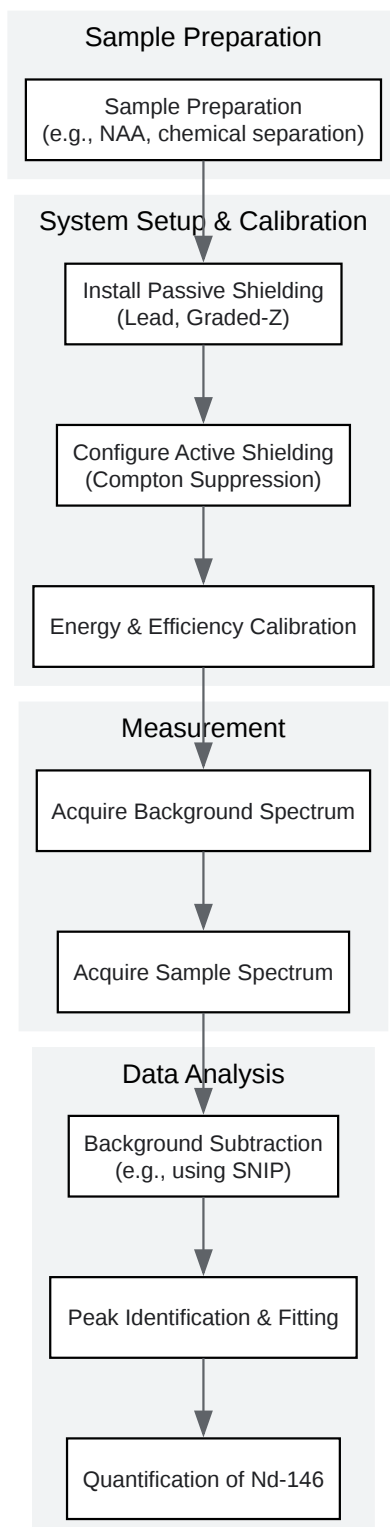 Sample Preparation
Sample Preparation
(e.g., NAA, chemical separation)
System Setup & Calibration
Install Passive Shielding
(Lead, Graded-Z)
Configure Active Shielding
(Compton Suppression)
Energy & Efficiency Calibration
Measurement
Acquire Background Spectrum
Acquire Sample Spectrum
Data Analysis
Background Subtraction
(e.g., using SNIP)
Peak Identification & Fitting
Quantification of Nd-146